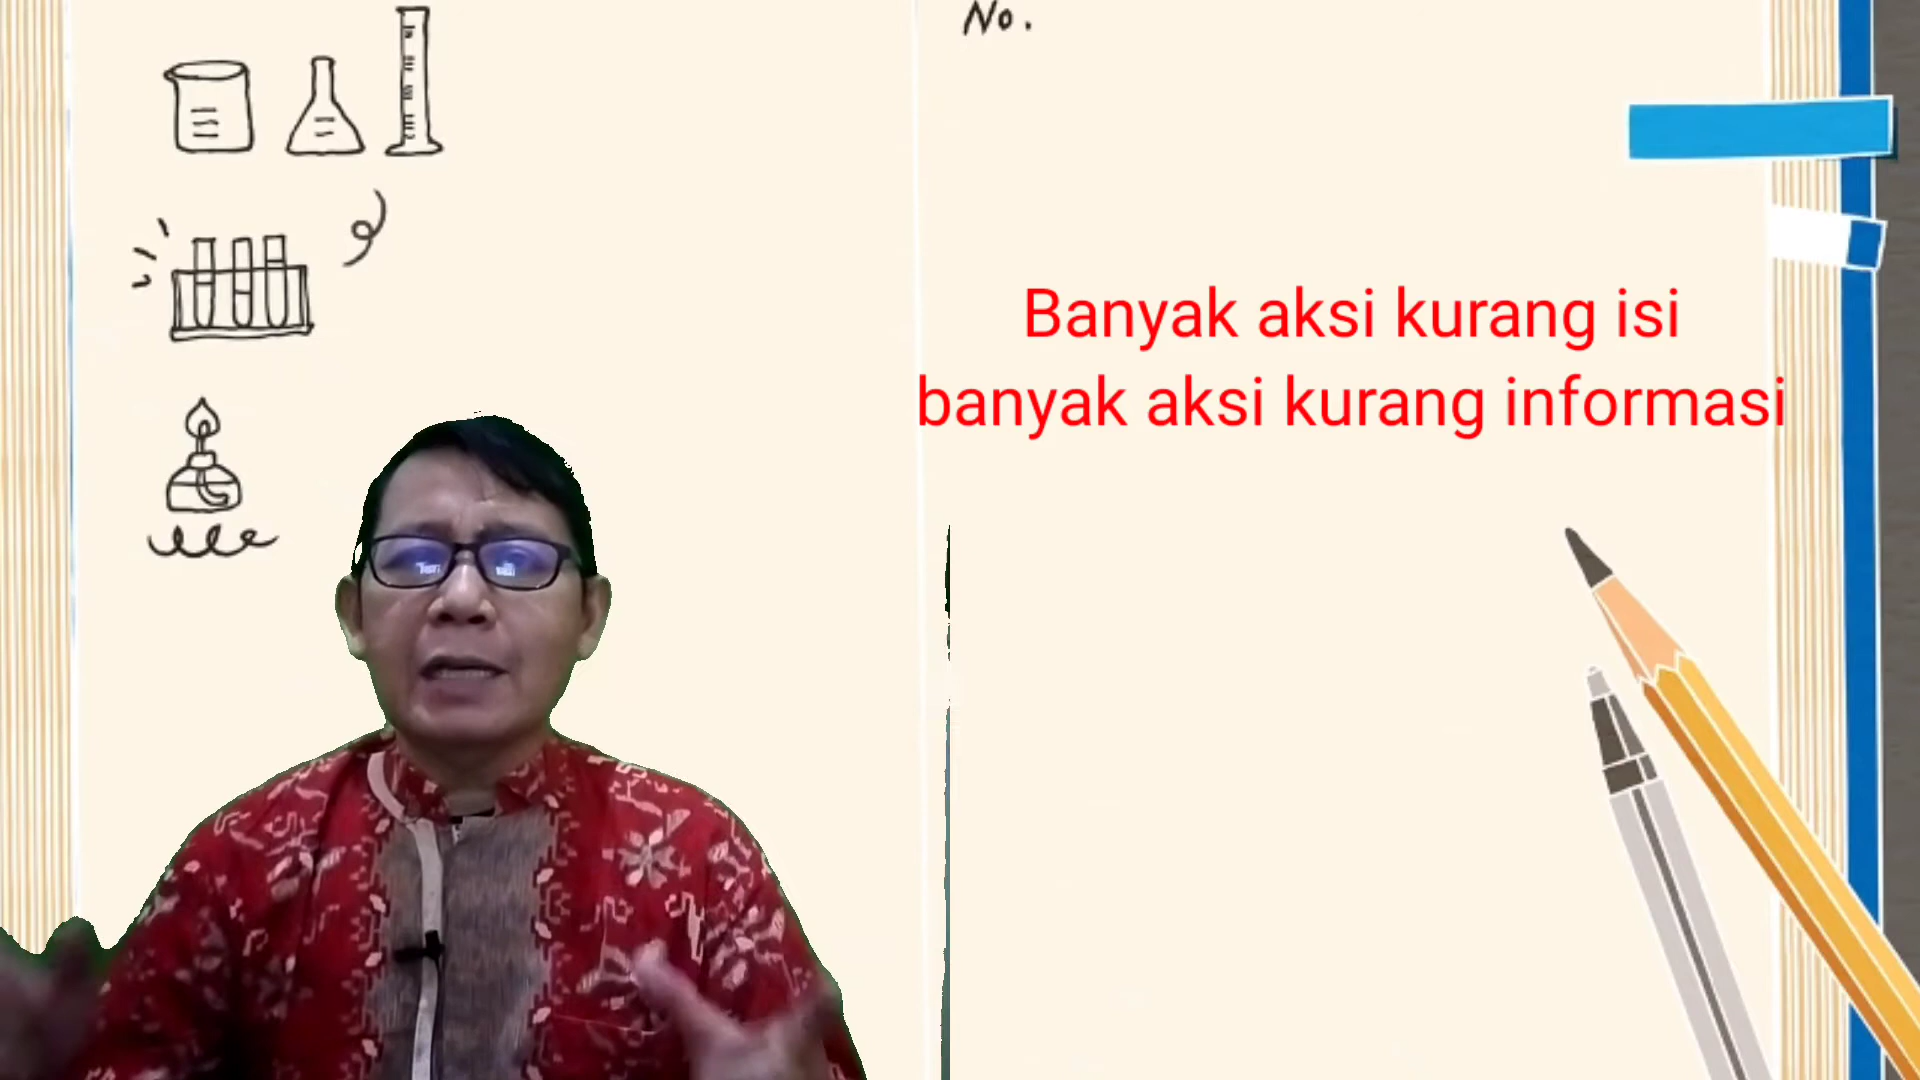 No.
Banyak aksi kurang isi
banyak aksi kurang informasi